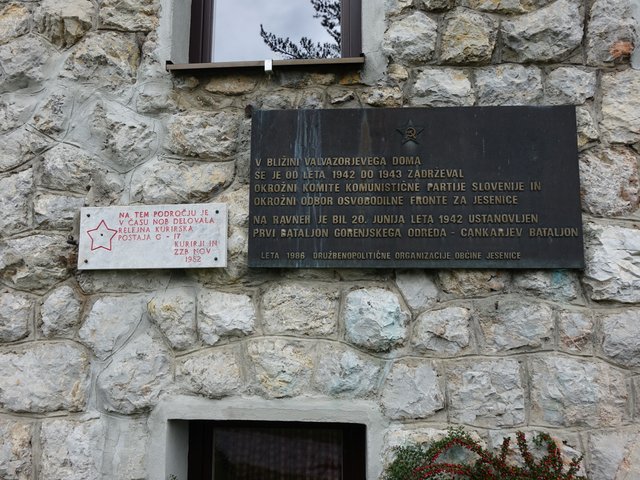 NA TEM PODROČJU JE
V ČASU NOB DELOVALA
RELEJNA KURIRSKA
POSTAJA G - 17
KURIRJI IN
ZZB NOV
1982
V BLIŽINI VALVAZORJEVEGA DOMA
SE JE OD LETA 1942 DO 1943 ZADRŽEVAL
OKROŽNI KOMITE KOMUNISTIČNE PARTIJE SLOVENIJE IN
OKROŽNI ODBOR OSVOBODILNE FRONTE ZA JESENICE
NA RAVNEH JE BIL 20. JUNIJA LETA 1942 USTANOVLJEN
PRVI BATALJON GORENJSKEGA ODREDA - CANKARJEV BATALJON
LETA 1986 DRUŽBENOPOLITIČNE ORGANIZACIJE OBČINE JESENICE